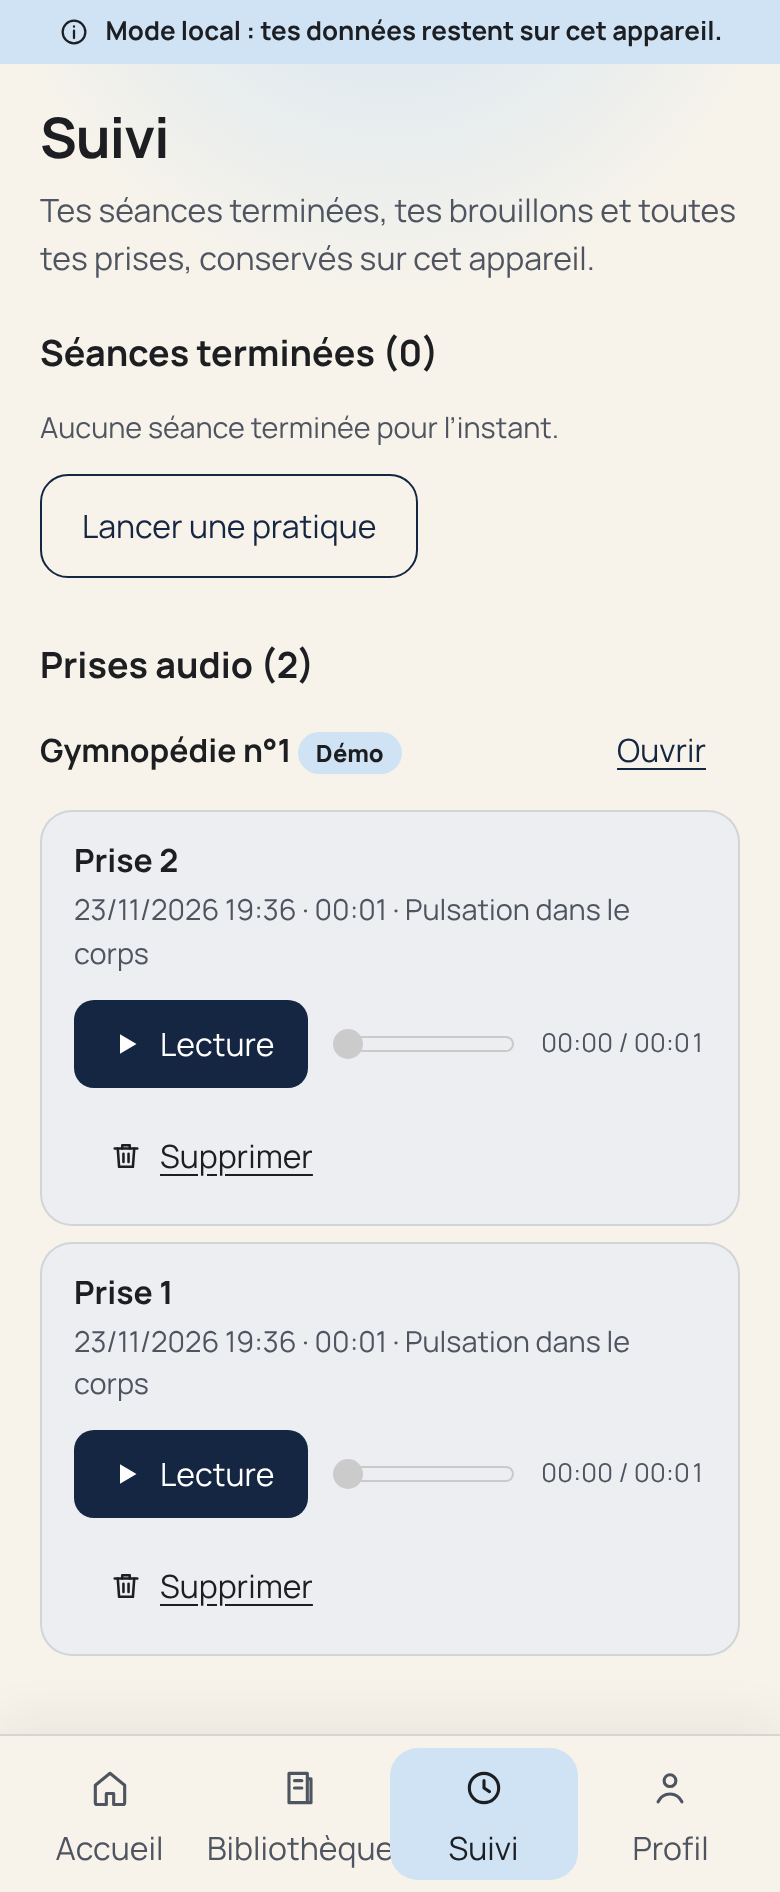 Mode local : tes données restent sur cet appareil.
Suivi
Tes séances terminées, tes brouillons et toutes
tes prises, conservés sur cet appareil.
Séances terminées (0)
Aucune séance terminée pour l’instant.
Lancer une pratique
Prises audio (2)
Gymnopédie n°1 Démo Ouvrir
Prise 2
23/11/2026 19:36 · 00:01 · Pulsation dans le
corps
Lecture 00:00 / 00:01
Supprimer
Prise 1
23/11/2026 19:36 · 00:01 · Pulsation dans le
corps
Lecture 00:00 / 00:01
Supprimer
Accueil Bibliothèque Suivi Profil